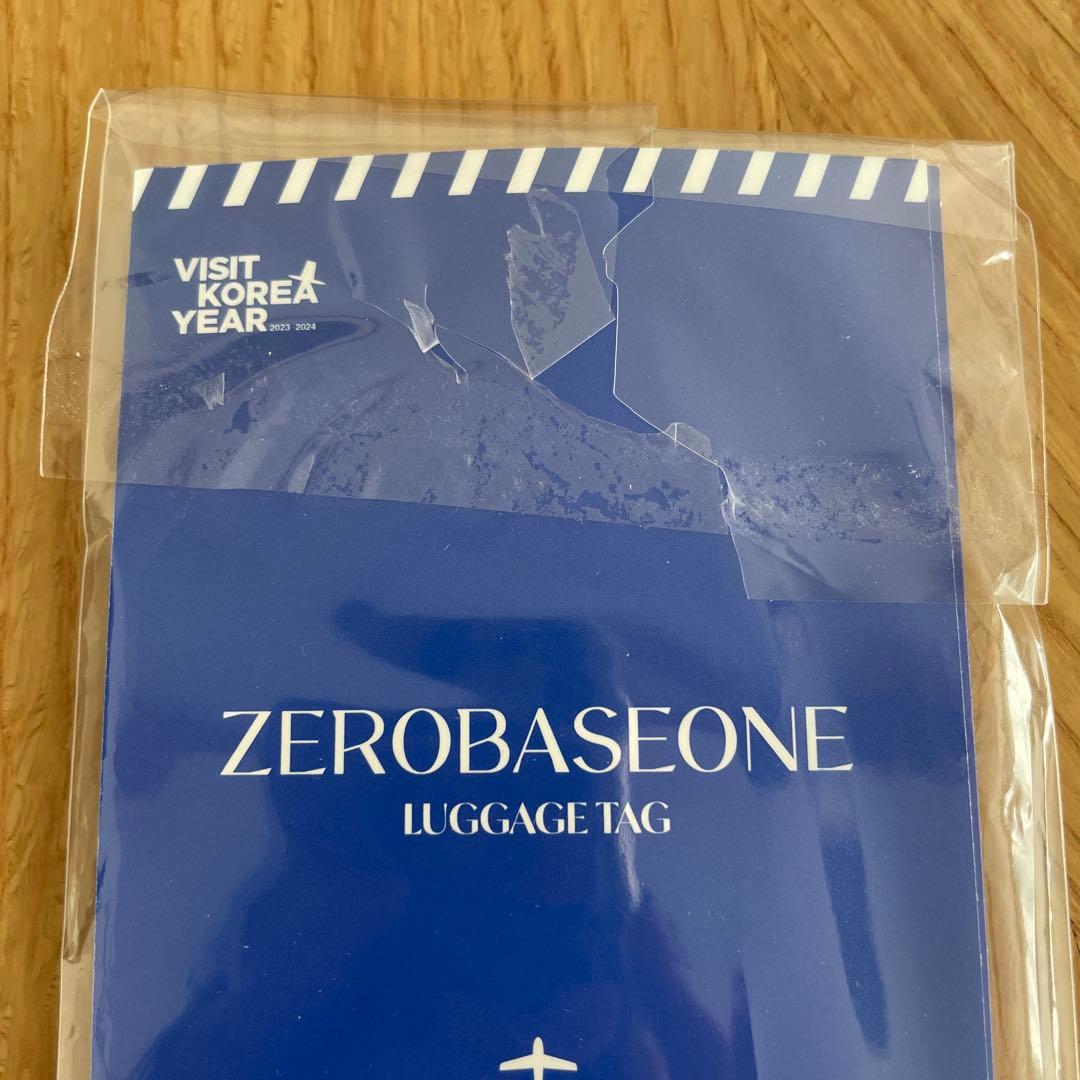 VISIT
KOREA
YEAR 2023 2024
ZEROBASEONE
LUGGAGE TAG